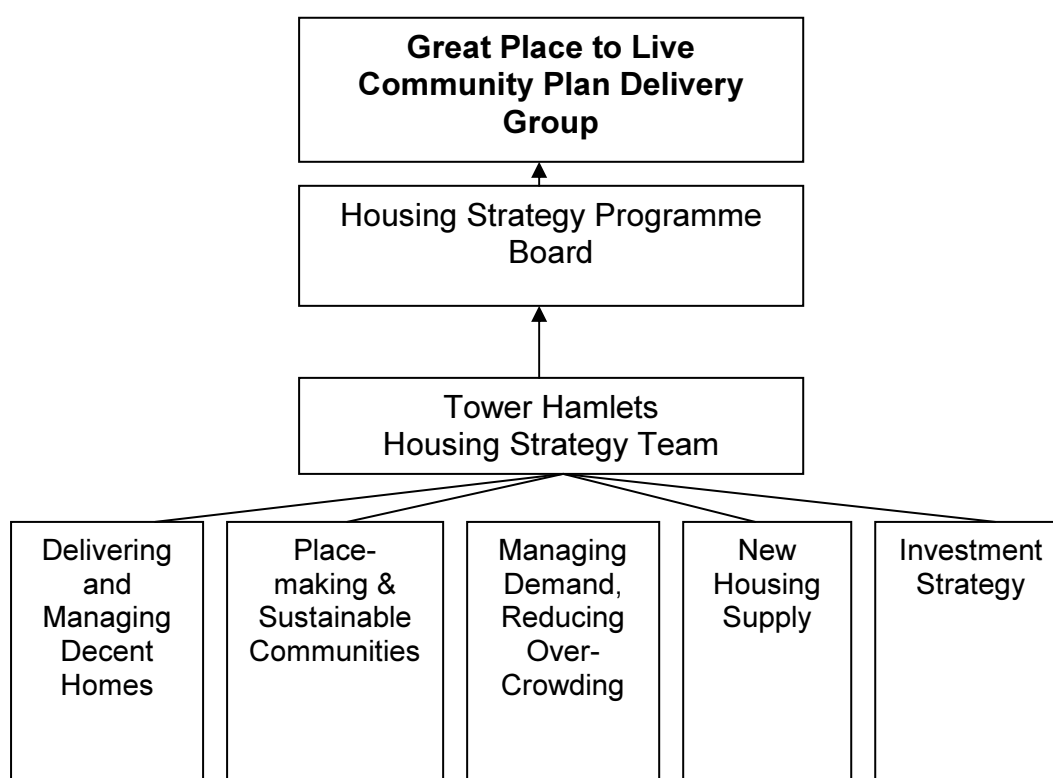 Great Place to Live
Community Plan Delivery
Group
Housing Strategy Programme
Board
Tower Hamlets
Housing Strategy Team
Delivering
and
Managing
Decent
Homes
Place-
making &
Sustainable
Communities
Managing
Demand,
Reducing
Over-
Crowding
New
Housing
Supply
Investment
Strategy